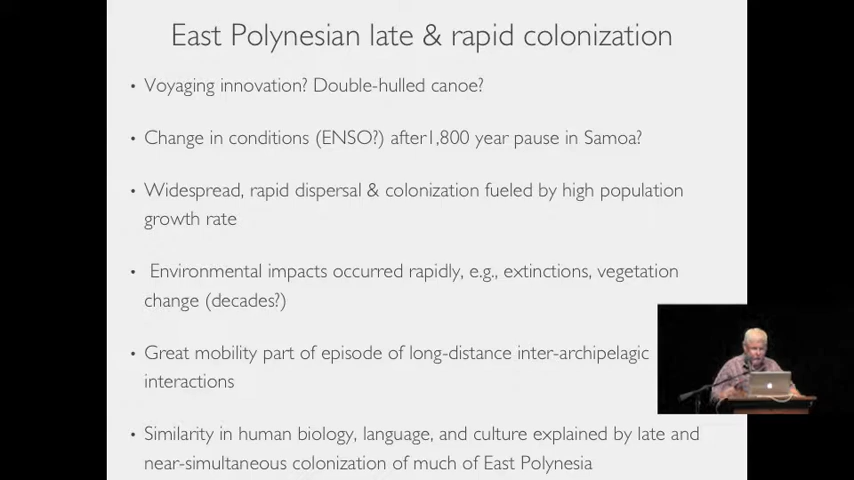 East Polynesian late & rapid colonization
• Voyaging innovation? Double-hulled canoe?
• Change in conditions (ENSO?) after1,800 year pause in Samoa?
• Widespread, rapid dispersal & colonization fueled by high population
growth rate
• Environmental impacts occurred rapidly, e.g., extinctions, vegetation
change (decades?)
• Great mobility part of episode of long-distance inter-archipelagic
interactions
• Similarity in human biology, language, and culture explained by late and
near-simultaneous colonization of much of East Polynesia